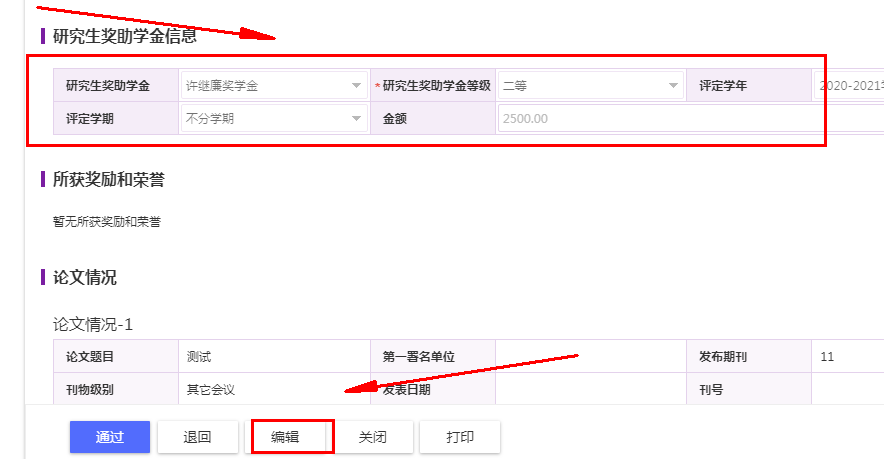 研究生奖助学金信息
研究生奖助学金 许继廉奖学金 *研究生奖助学金等级 二等 评定学年 2020-2021
评定学期 不分学期 金额 2500.00
所获奖励和荣誉
暂无所获奖励和荣誉
论文情况
论文情况-1
论文题目 测试 第一署名单位 发布期刊 11
刊物级别 其它会议 发表日期 刊号
通过 退回 编辑 关闭 打印